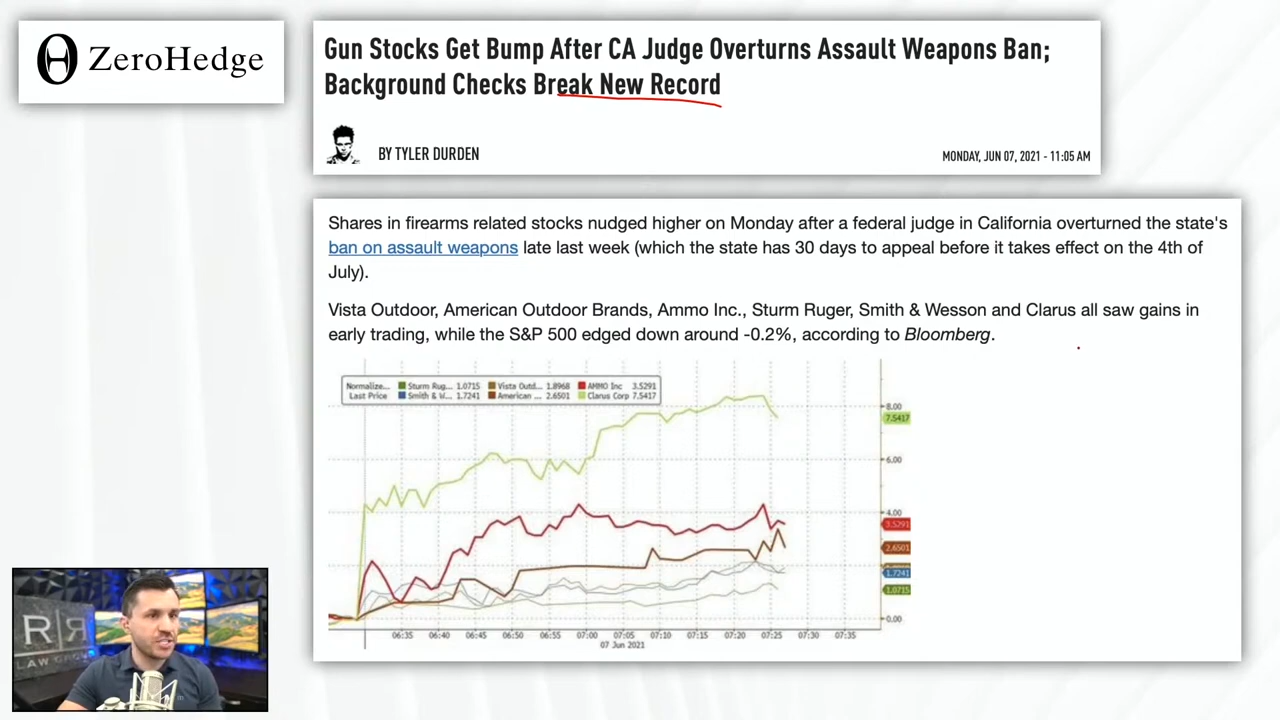 ZeroHedge
Gun Stocks Get Bump After CA Judge Overturns Assault Weapons Ban;
Background Checks Break New Record
BY TYLER DURDEN
MONDAY, JUN 07, 2021 - 11:05 AM
Shares in firearms related stocks nudged higher on Monday after a federal judge in California overturned the state's
ban on assault weapons late last week (which the state has 30 days to appeal before it takes effect on the 4th of
July).
Vista Outdoor, American Outdoor Brands, Ammo Inc., Sturm Ruger, Smith & Wesson and Clarus all saw gains in
early trading, while the S&P 500 edged down around -0.2%, according to Bloomberg.
Normalize... Sturm Rug... 1.0715 Vista Outd... 1.8968 AMMO Inc 3.5291
Last Price Smith & W... 1.7241 American ... 2.6501 Clarus Corp 7.5417
8.00
7.5417
6.00
4.00
3.5291
2.6501
1.7241
1.0715
0.00
06:35 06:40 06:45 06:50 06:55 07:00 07:05 07:10 07:15 07:20 07:25 07:30 07:35
07 Jun 2021
R R
LAW GRO